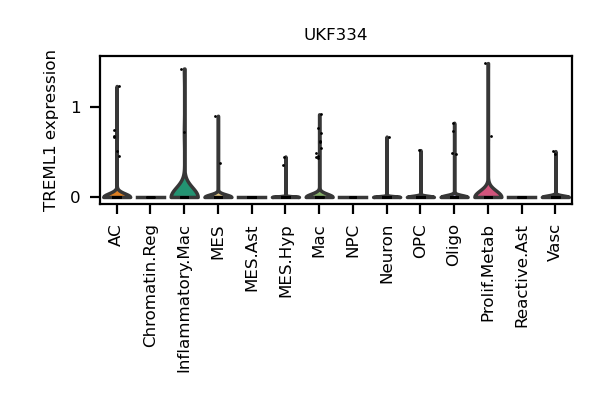 UKF334
TREML1 expression
1
0
AC
Chromatin.Reg
Inflammatory.Mac
MES
MES.Ast
MES.Hyp
Mac
NPC
Neuron
OPC
Oligo
Prolif.Metab
Reactive.Ast
Vasc